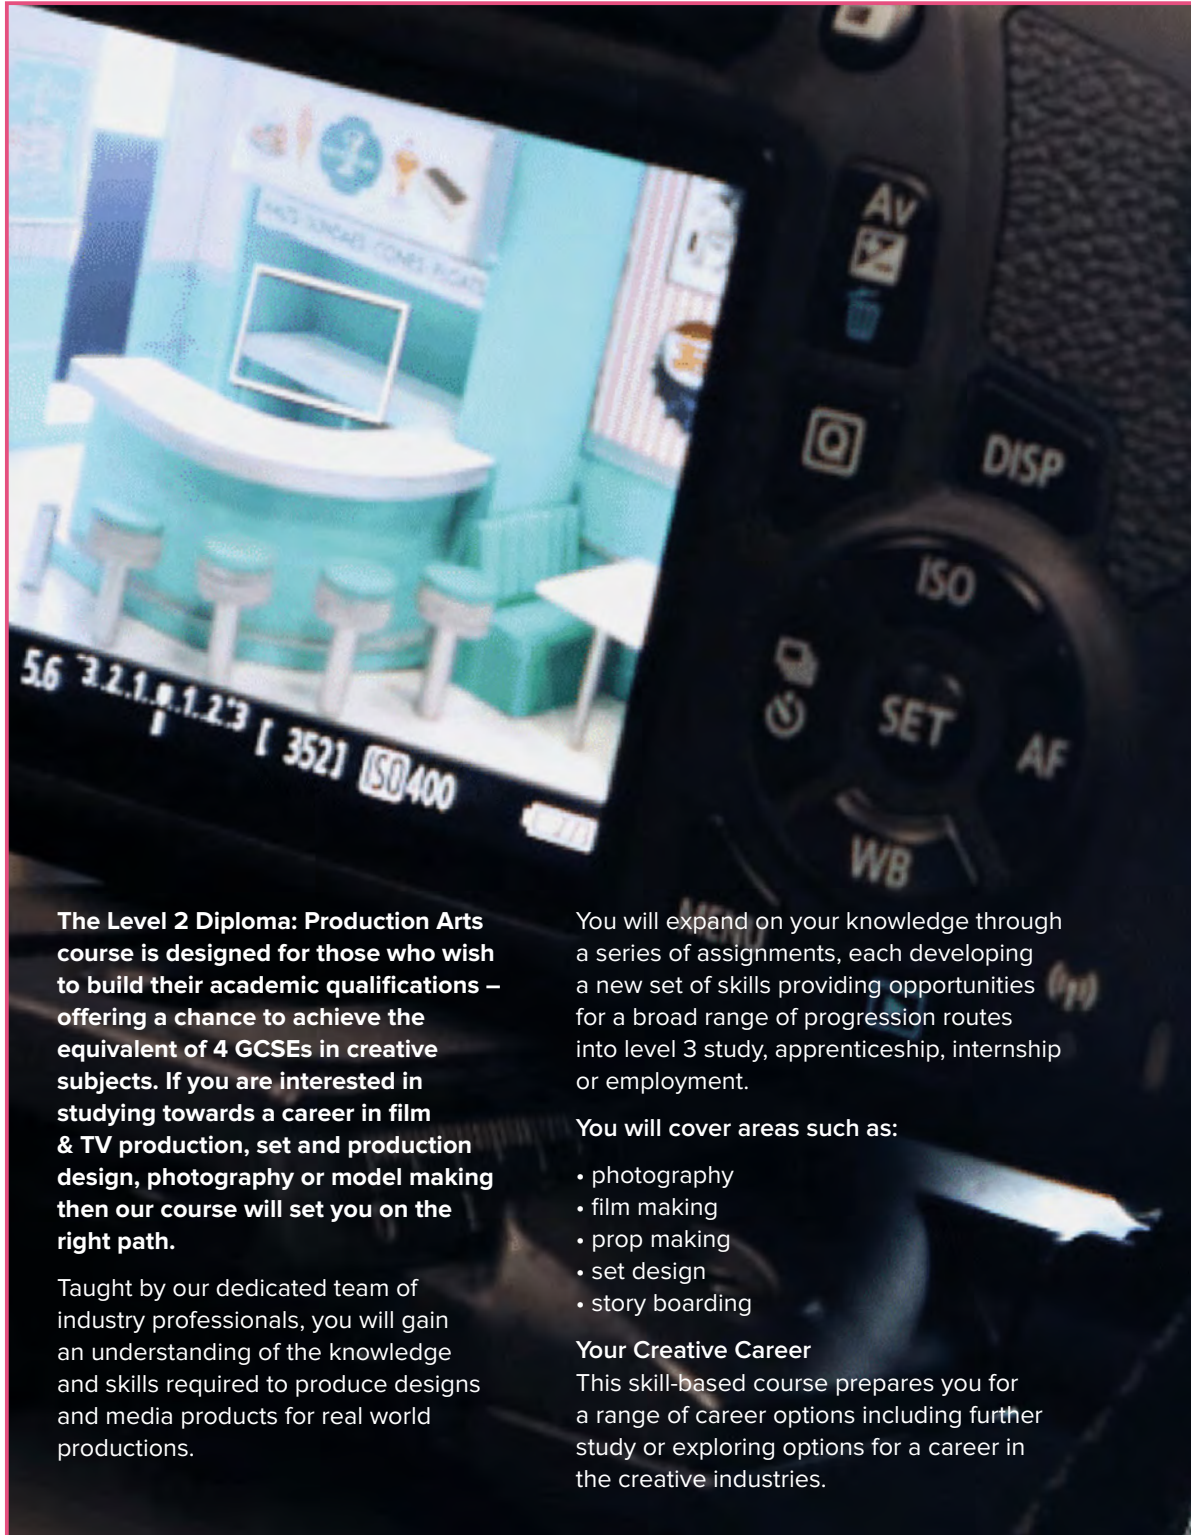 AV
Q
DISP
ISO
SET
AF
WB
MENU
5.6 3.2.1.0.1.2.3 [ 352] ISO 400
The Level 2 Diploma: Production Arts
course is designed for those who wish
to build their academic qualifications –
offering a chance to achieve the
equivalent of 4 GCSEs in creative
subjects. If you are interested in
studying towards a career in film
& TV production, set and production
design, photography or model making
then our course will set you on the
right path.
Taught by our dedicated team of
industry professionals, you will gain
an understanding of the knowledge
and skills required to produce designs
and media products for real world
productions.
You will expand on your knowledge through
a series of assignments, each developing
a new set of skills providing opportunities
for a broad range of progression routes
into level 3 study, apprenticeship, internship
or employment.
You will cover areas such as:
• photography
• film making
• prop making
• set design
• story boarding
Your Creative Career
This skill-based course prepares you for
a range of career options including further
study or exploring options for a career in
the creative industries.